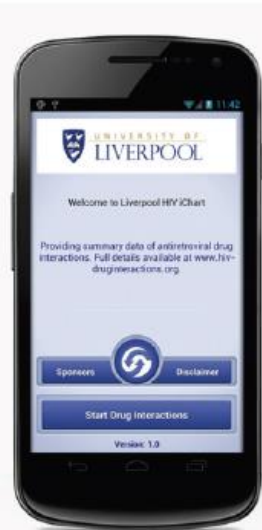 11:42
UNIVERSITY OF
LIVERPOOL
Welcome to Liverpool HIV iChart
Providing summary data of antiretroviral drug
interactions. Full details available at www.hiv-
druginteractions.org.
Sponsors
Disclaimer
Start Drug Interactions
Version: 1.0